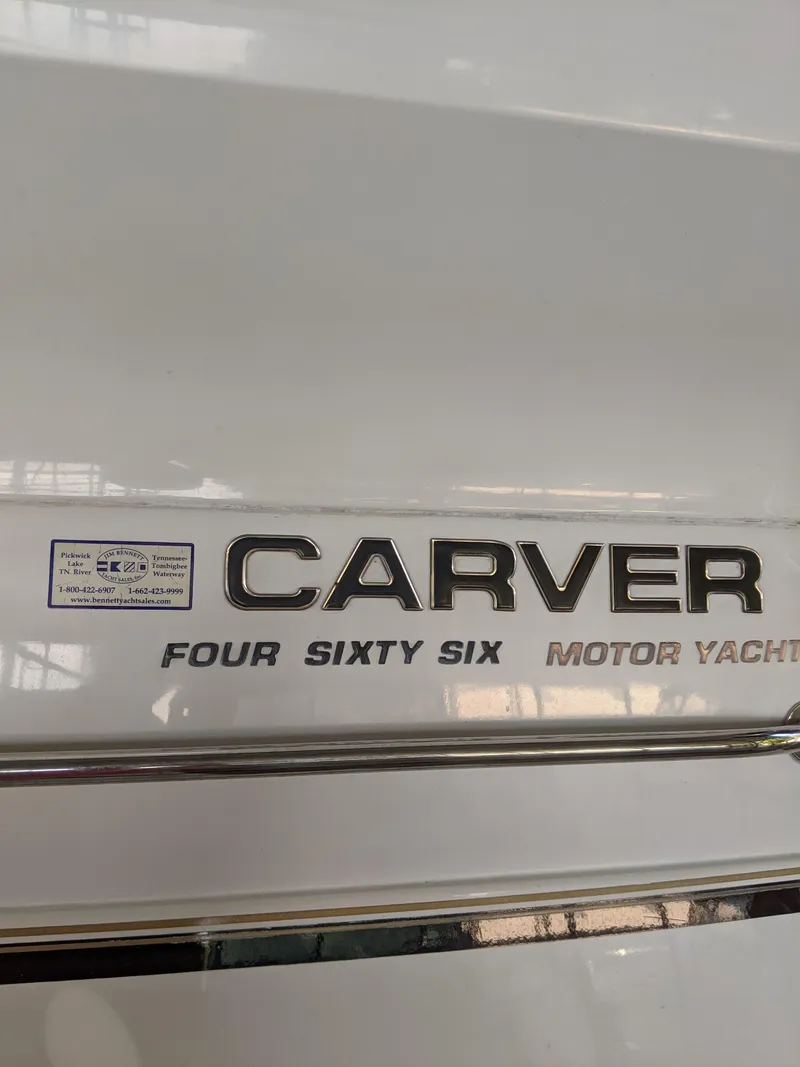 Pickwick
Lake
TN. River
JIM BENNETT
YACHT SALES, Inc.
Tennessee-
Tombigbee
Waterway
1-800-422-6907 1-662-423-9999
www.bennettyachtsales.com
CARVER
FOUR SIXTY SIX MOTOR YACHT